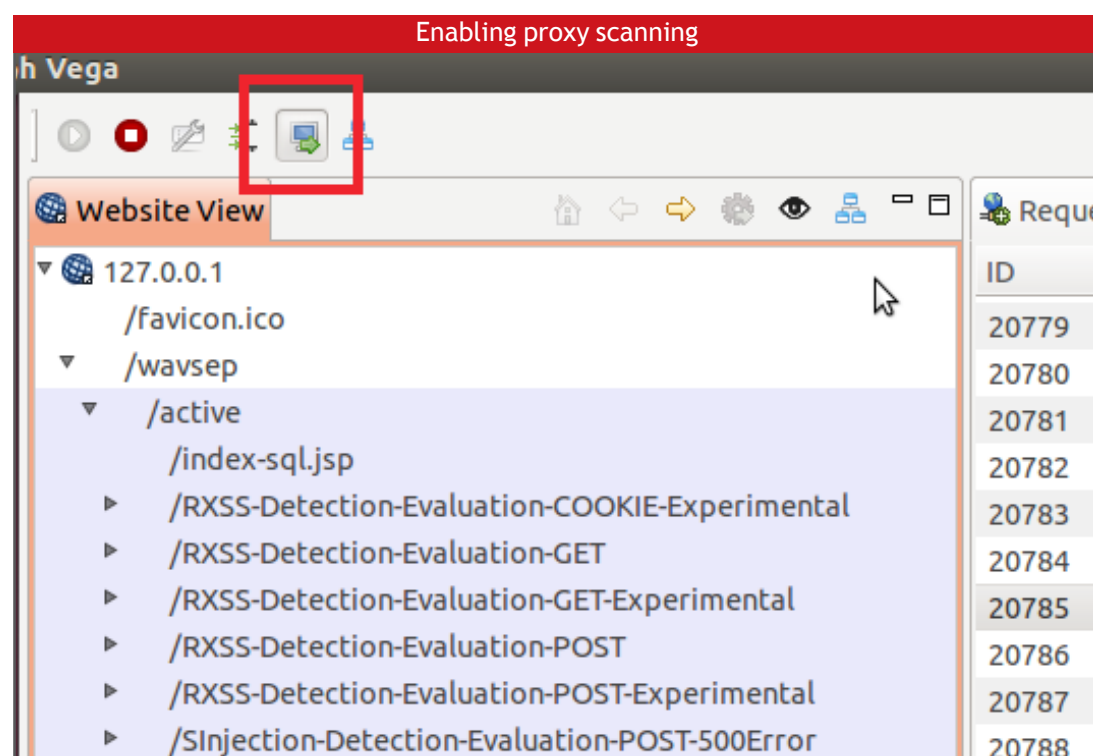 Enabling proxy scanning
h Vega
Website View
Reque
127.0.0.1
ID
/favicon.ico
20779
/wavsep
20780
/active
20781
/index-sql.jsp
20782
/RXSS-Detection-Evaluation-COOKIE-Experimental
20783
/RXSS-Detection-Evaluation-GET
20784
/RXSS-Detection-Evaluation-GET-Experimental
20785
/RXSS-Detection-Evaluation-POST
20786
/RXSS-Detection-Evaluation-POST-Experimental
20787
/SInjection-Detection-Evaluation-POST-500Error
20788